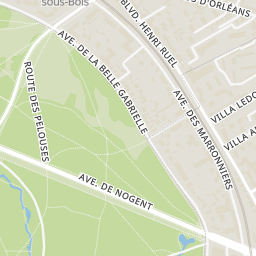 sous-Bois
S D'ORLÉANS
BLVD. HENRI RUEL
AVE. DE LA BELLE GABRIELLE
ROUTE DES PELOUSES
AVE. DES MARRONNIERS
VILLA LEDO
VILLA
AVE. DE NOGENT